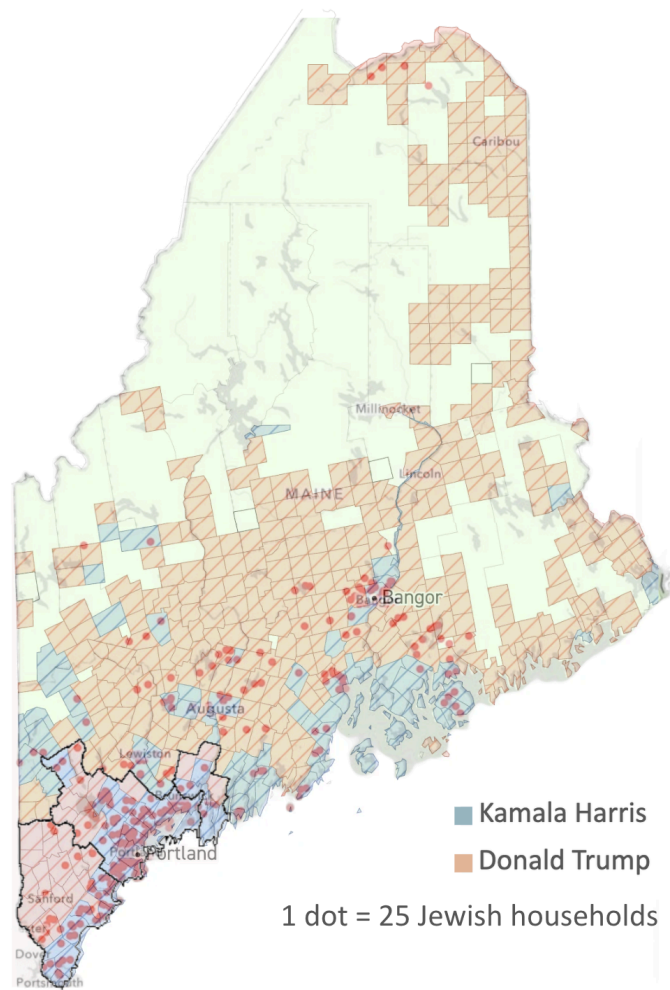 Caribou
Millinocket
Lincoln
MAINE
Bangor
Augusta
Lewiston
Portland
Kamala Harris
Donald Trump
Sanford
1 dot = 25 Jewish households
Dove
Portsmouth